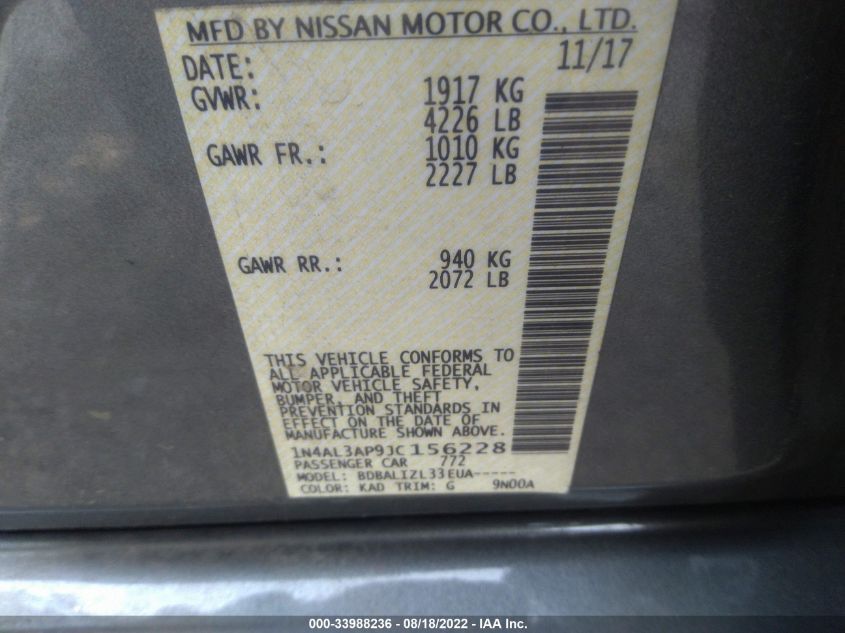 MFD BY NISSAN MOTOR CO., LTD.
DATE: 11/17
GVWR: 1917 KG
4226 LB
GAWR FR.: 1010 KG
2227 LB
GAWR RR.: 940 KG
2072 LB
THIS VEHICLE CONFORMS TO
ALL APPLICABLE FEDERAL
MOTOR VEHICLE SAFETY,
BUMPER, AND THEFT
PREVENTION STANDARDS IN
EFFECT ON THE DATE OF
MANUFACTURE SHOWN ABOVE.
1N4AL3AP9JC156228
PASSENGER CAR 772
MODEL: BDBALIZL33EUA-----
COLOR: KAD TRIM: G 9N00A
000-33988236 - 08/18/2022 - IAA Inc.